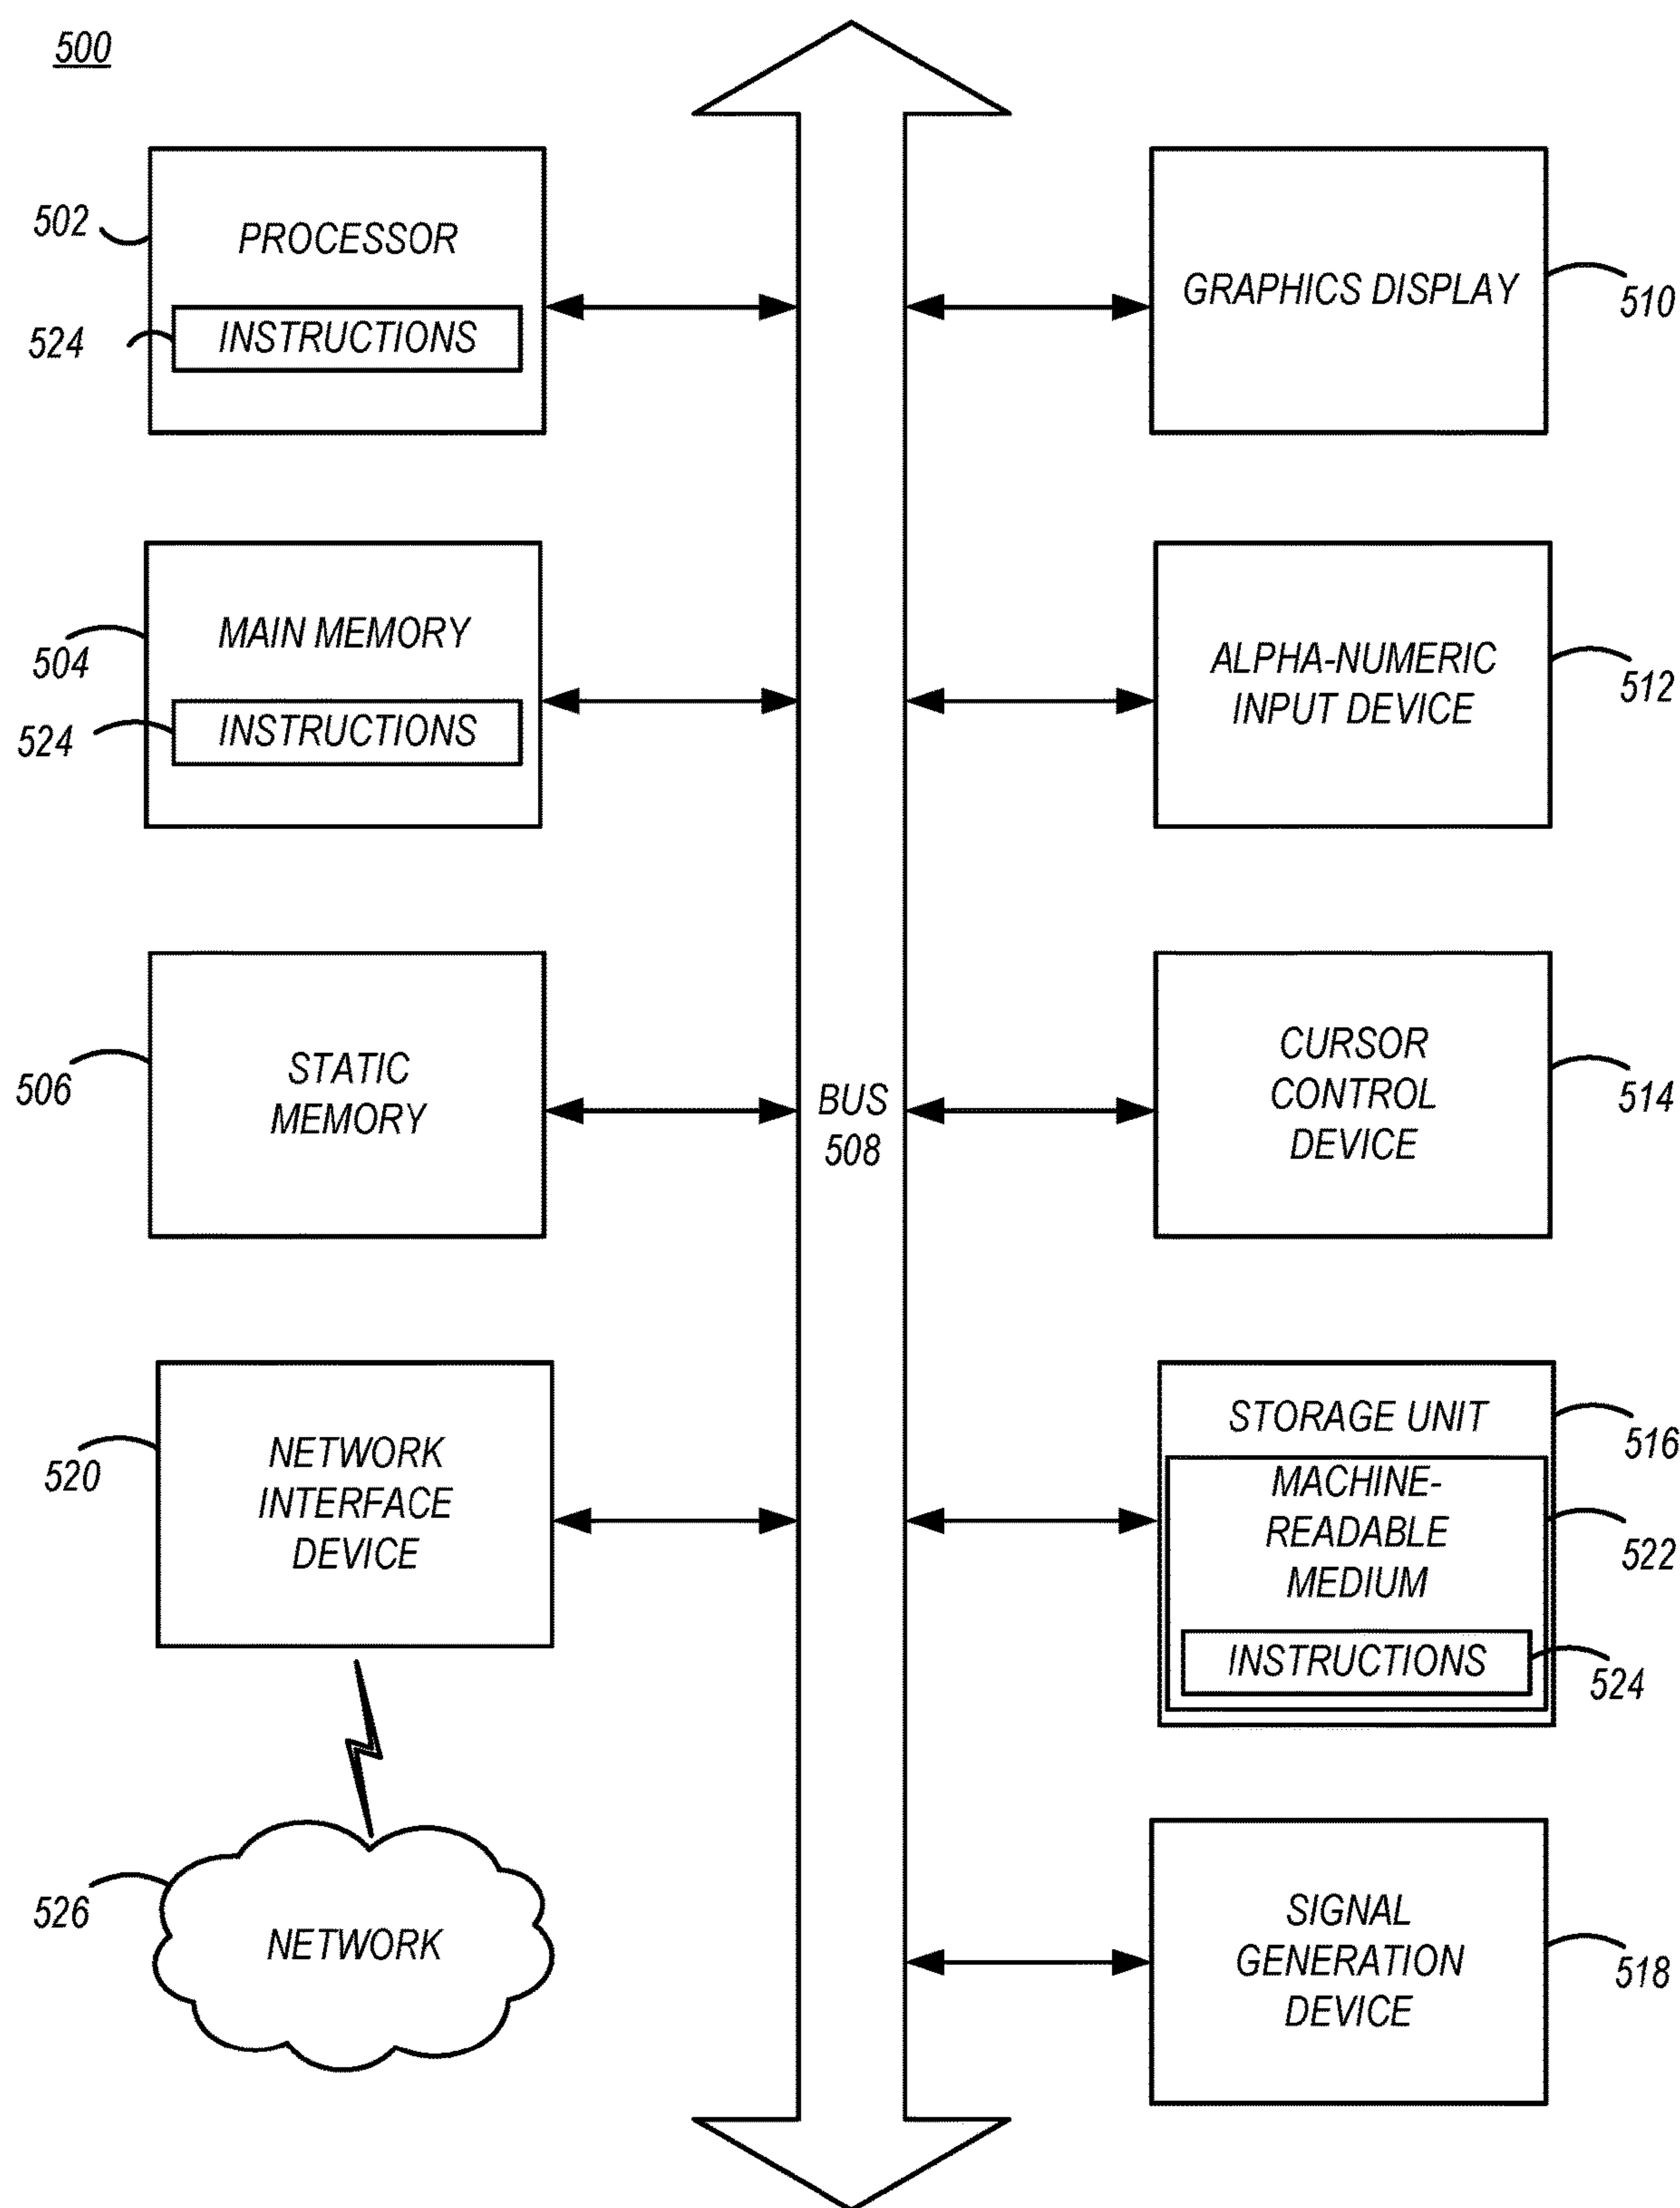 500
502
PROCESSOR
524
INSTRUCTIONS
504
MAIN MEMORY
524
INSTRUCTIONS
506
STATIC
MEMORY
520
NETWORK
INTERFACE
DEVICE
526
NETWORK
BUS
508
GRAPHICS DISPLAY
510
ALPHA-NUMERIC
INPUT DEVICE
512
CURSOR
CONTROL
DEVICE
514
STORAGE UNIT
516
MACHINE-
READABLE
MEDIUM
522
INSTRUCTIONS
524
SIGNAL
GENERATION
DEVICE
518